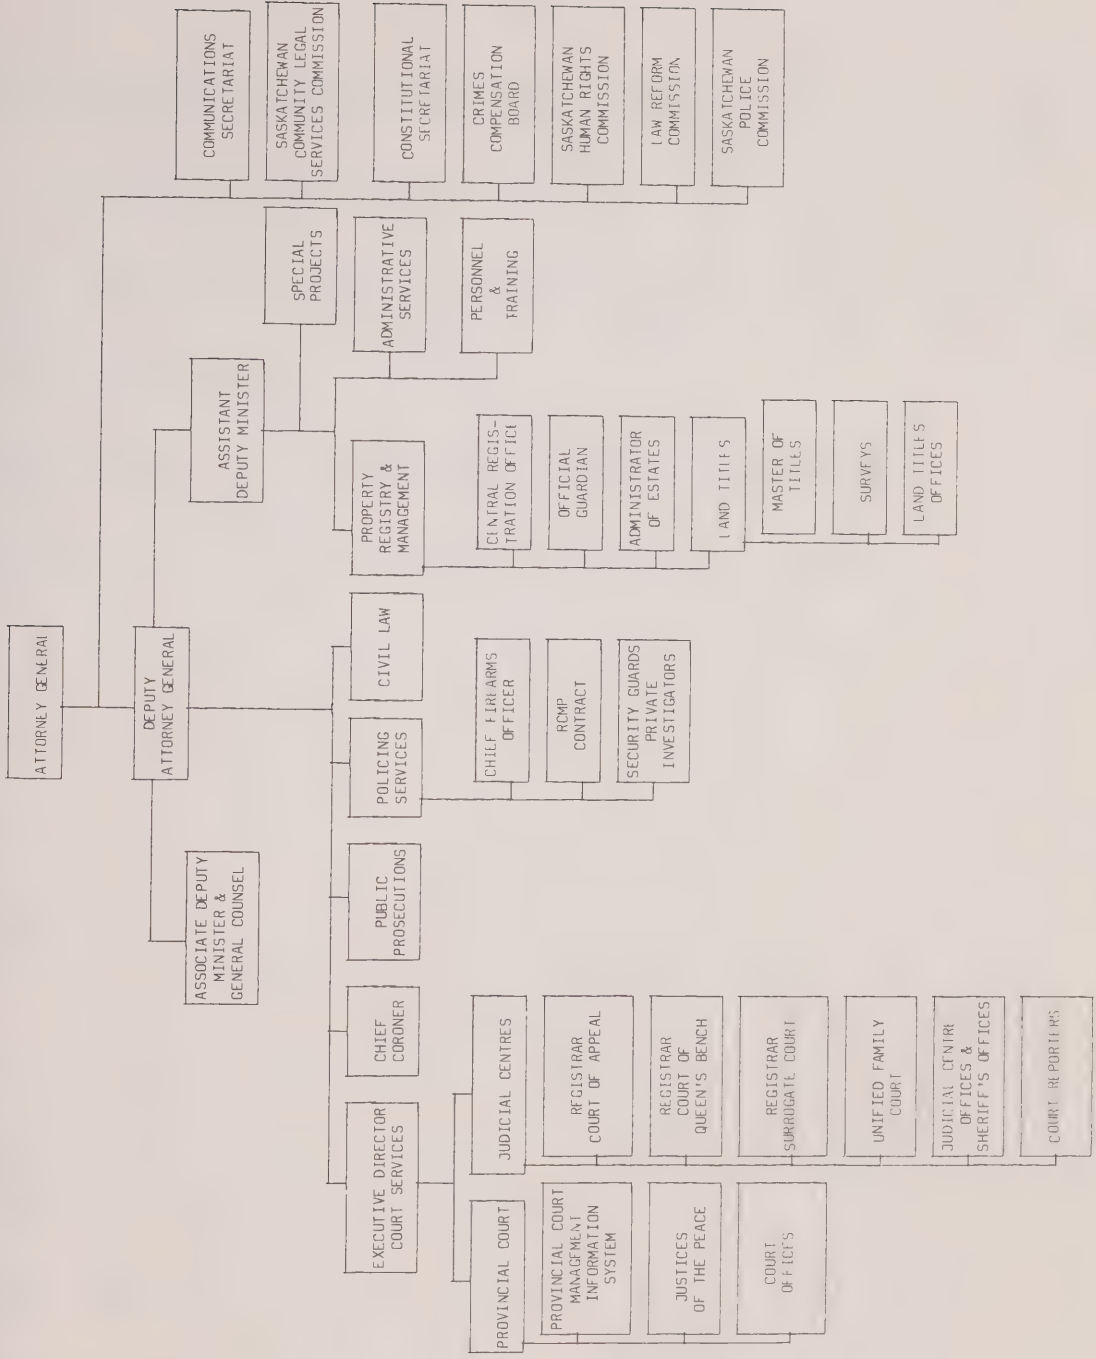 ATTORNEY GENERAL
DEPUTY
ATTORNEY GENERAL
ASSOCIATE DEPUTY
MINISTER &
GENERAL COUNSEL
ASSISTANT
DEPUTY MINISTER
COMMUNICATIONS
SECRETARIAT
SASKATCHEWAN
COMMUNITY LEGAL
SERVICES COMMISSION
CONSTITUTIONAL
SECRETARIAT
CRIMES
COMPENSATION
BOARD
SASKATCHEWAN
HUMAN RIGHTS
COMMISSION
LAW REFORM
COMMISSION
SASKATCHEWAN
POLICE
COMMISSION
SPECIAL
PROJECTS
ADMINISTRATIVE
SERVICES
PERSONNEL
&
TRAINING
EXECUTIVE DIRECTOR
COURT SERVICES
CHIEF
CORONER
PUBLIC
PROSECUTIONS
POLICING
SERVICES
CIVIL LAW
PROPERTY
REGISTRY &
MANAGEMENT
PROVINCIAL COURT
PROVINCIAL COURT
MANAGEMENT
INFORMATION
SYSTEM
JUSTICES
OF THE PEACE
COURT
OFFICES
JUDICIAL CENTRES
REGISTRAR
COURT OF APPEAL
REGISTRAR
COURT OF
QUEEN'S BENCH
REGISTRAR
SURROGATE COURT
UNIFIED FAMILY
COURT
JUDICIAL CENTRE
OFFICES &
SHERIFF'S OFFICES
COURT REPORTERS
CHIEF FIREARMS
OFFICER
RCMP
CONTRACT
SECURITY GUARDS
PRIVATE
INVESTIGATORS
CENTRAL REGIS-
TRATION OFFICE
OFFICIAL
GUARDIAN
ADMINISTRATOR
OF ESTATES
LAND TITLES
MASTER OF
TITLES
SURVEYS
LAND TITLES
OFFICES